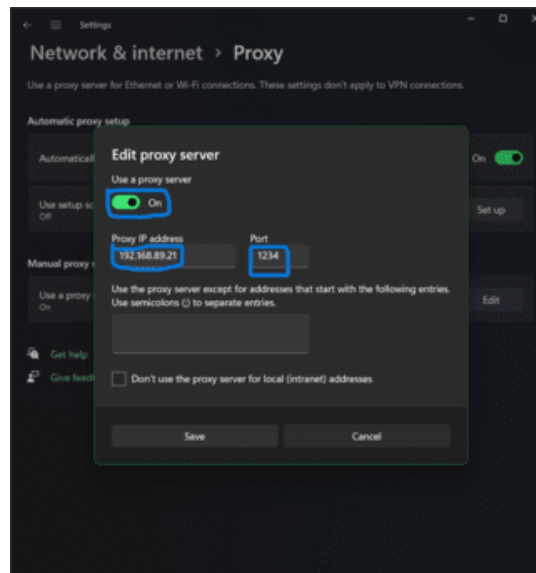 Settings
Network & internet > Proxy
Use a proxy server for Ethernet or Wi-Fi connections. These settings don't apply to VPN connections.
Automatic proxy setup
Edit proxy server
Automaticall
On
Use a proxy server
On
Use setup sc
Off
Set up
Proxy IP address
Port
192.168.89.21
1234
Manual proxy s
Use the proxy server except for addresses that start with the following entries.
Use semicolons (;) to separate entries.
Use a proxy
On
Edit
Get help
Give feedb
Don't use the proxy server for local (intranet) addresses
Save
Cancel